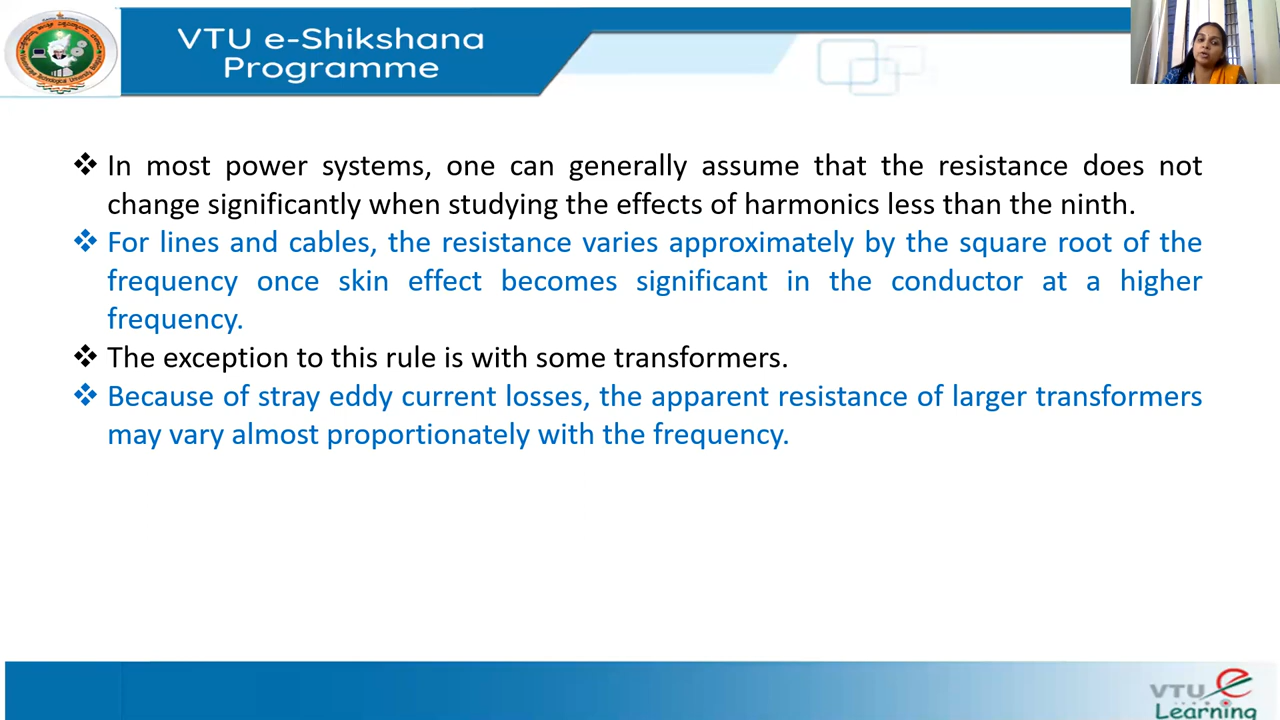 VTU e-Shikshana
Programme
❖ In most power systems, one can generally assume that the resistance does not
change significantly when studying the effects of harmonics less than the ninth.
❖ For lines and cables, the resistance varies approximately by the square root of the
frequency once skin effect becomes significant in the conductor at a higher
frequency.
❖ The exception to this rule is with some transformers.
❖ Because of stray eddy current losses, the apparent resistance of larger transformers
may vary almost proportionately with the frequency.
VTU e
Learning